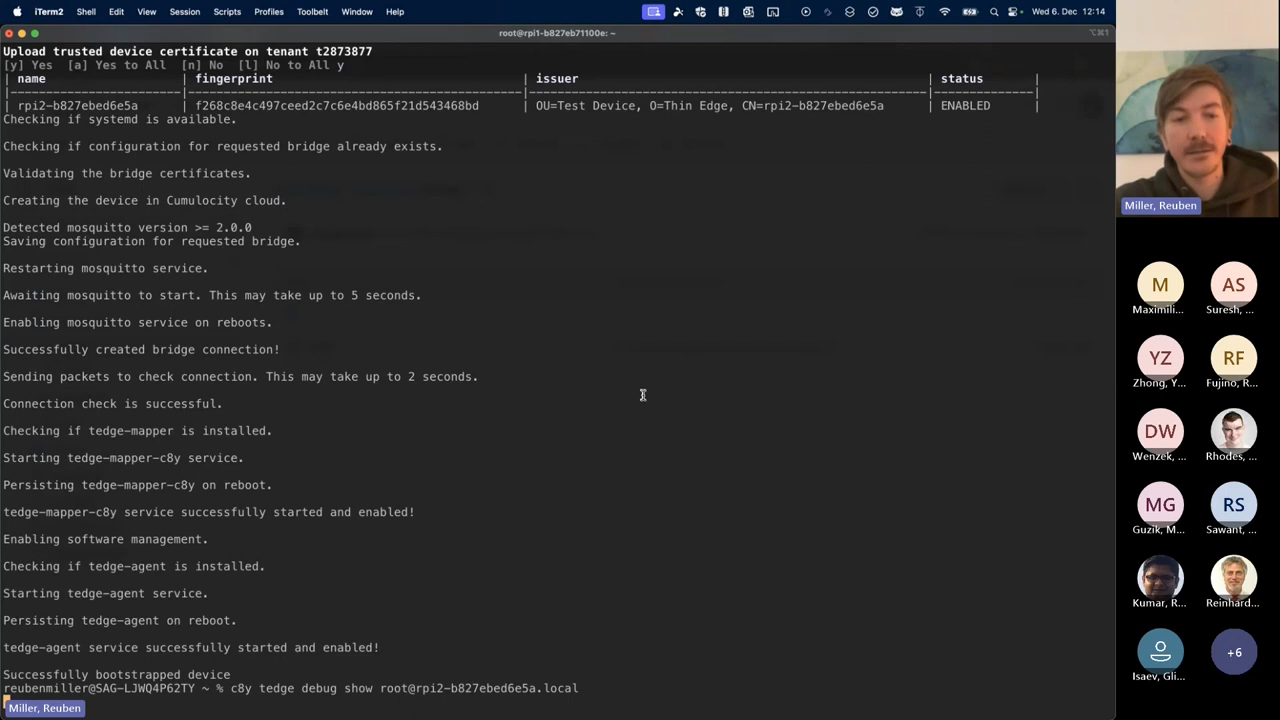 iTerm2 Shell Edit View Session Scripts Profiles Toolbelt Window Help Wed 6. Dec 12:14
root@rpi1-b827eb71100e: ~ ⌥⌘1
Upload trusted device certificate on tenant t2873877
[y] Yes [a] Yes to All [n] No [l] No to All y
| name | fingerprint | issuer | status |
| rpi2-b827ebed6e5a | f268c8e4c497ceed2c7c6e4bd865f21d543468bd | OU=Test Device, O=Thin Edge, CN=rpi2-b827ebed6e5a | ENABLED |
Checking if systemd is available.
Checking if configuration for requested bridge already exists.
Validating the bridge certificates.
Creating the device in Cumulocity cloud.
Detected mosquitto version >= 2.0.0
Saving configuration for requested bridge.
Restarting mosquitto service.
Awaiting mosquitto to start. This may take up to 5 seconds.
Enabling mosquitto service on reboots.
Successfully created bridge connection!
Sending packets to check connection. This may take up to 2 seconds.
Connection check is successful.
Checking if tedge-mapper is installed.
Starting tedge-mapper-c8y service.
Persisting tedge-mapper-c8y on reboot.
tedge-mapper-c8y service successfully started and enabled!
Enabling software management.
Checking if tedge-agent is installed.
Starting tedge-agent service.
Persisting tedge-agent on reboot.
tedge-agent service successfully started and enabled!
Successfully bootstrapped device
reubenmiller@SAG-LJWQ4P62TY ~ % c8y tedge debug show root@rpi2-b827ebed6e5a.local
Miller, Reuben
Miller, Reuben
M AS
Maximili... Suresh, ...
YZ RF
Zhong, Y... Fujino, R...
DW
Wenzek, ... Rhodes, ...
MG RS
Guzik, M... Sawant, ...
Kumar, R... Reinhard...
+6
Isaev, Gli...